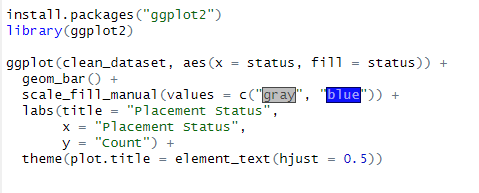 install.packages("ggplot2")
library(ggplot2)
ggplot(clean_dataset, aes(x = status, fill = status)) +
  geom_bar() +
  scale_fill_manual(values = c("gray", "blue")) +
  labs(title = "Placement Status",
       x = "Placement Status",
       y = "Count") +
  theme(plot.title = element_text(hjust = 0.5))